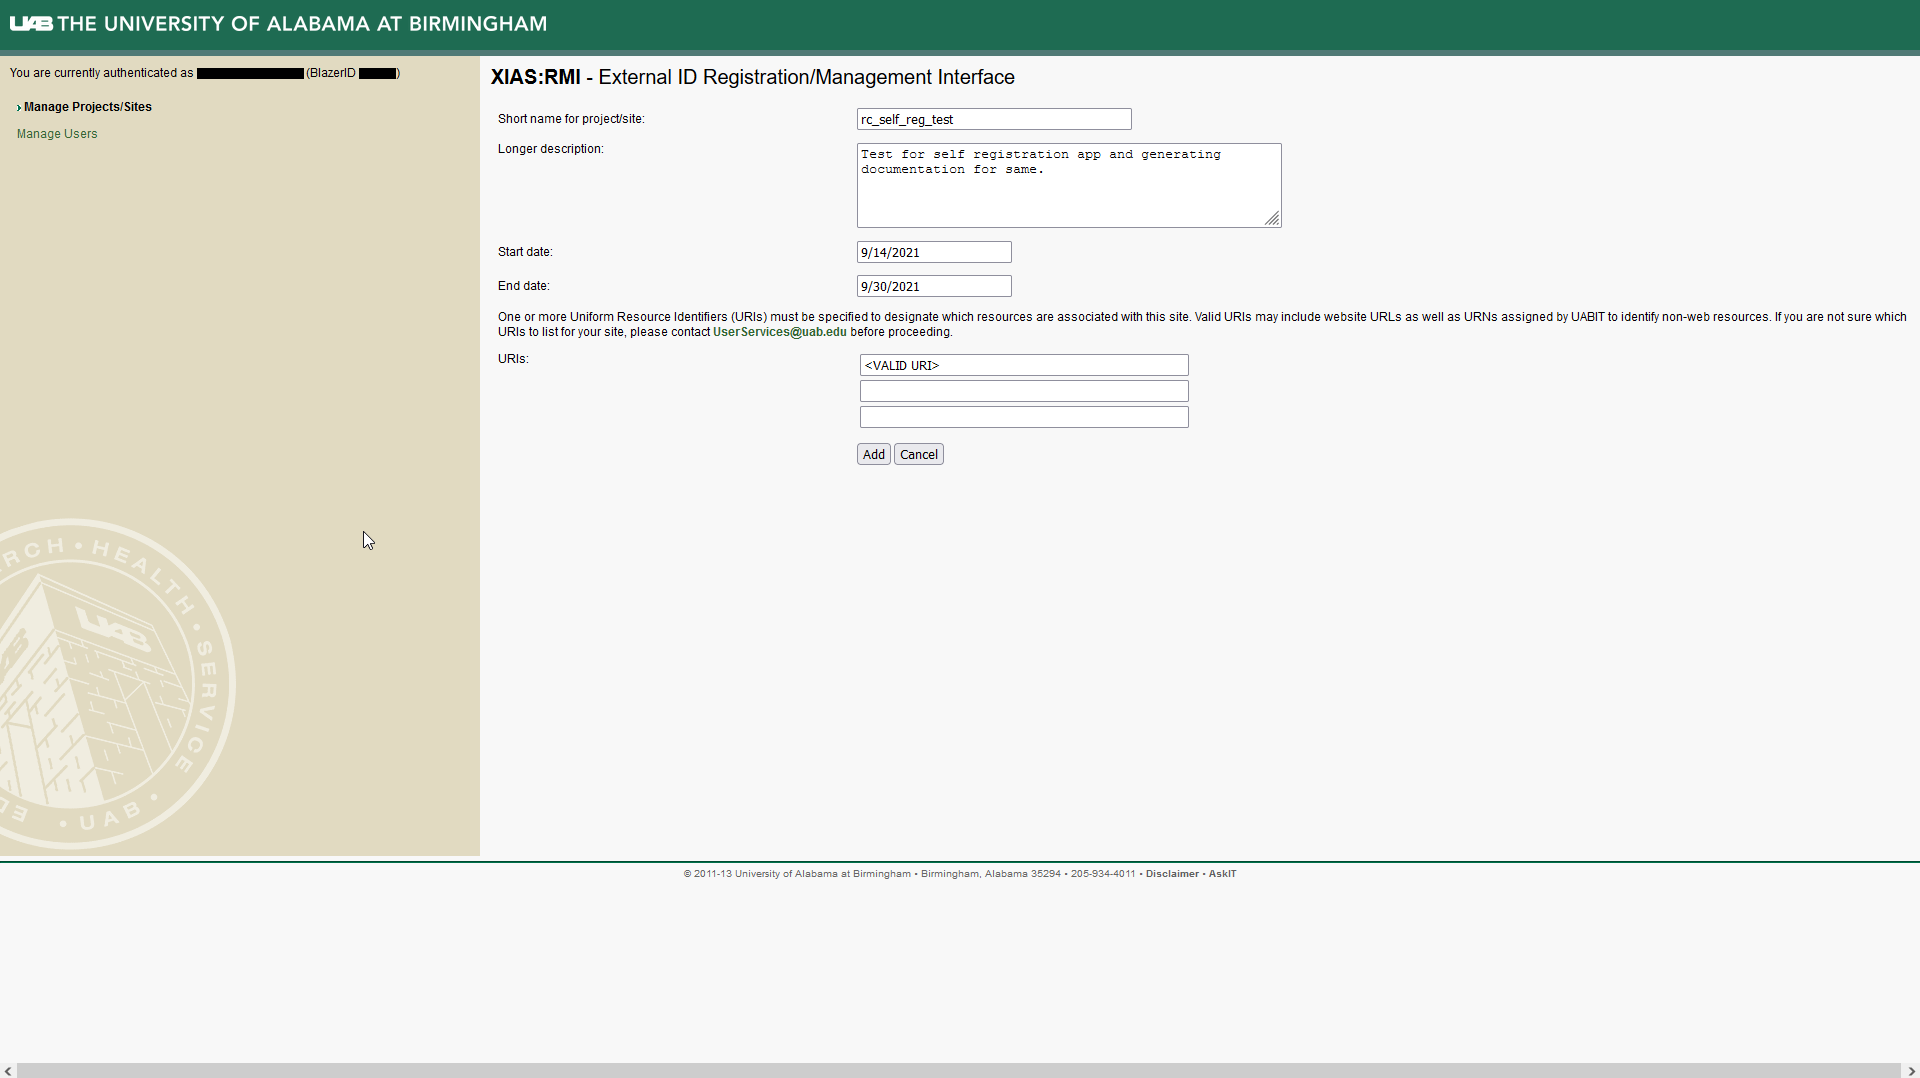 UAB THE UNIVERSITY OF ALABAMA AT BIRMINGHAM
You are currently authenticated as (BlazerID )
› Manage Projects/Sites
Manage Users
XIAS:RMI - External ID Registration/Management Interface
Short name for project/site:
rc_self_reg_test
Longer description:
Test for self registration app and generating
documentation for same.
Start date:
9/14/2021
End date:
9/30/2021
One or more Uniform Resource Identifiers (URIs) must be specified to designate which resources are associated with this site. Valid URIs may include website URLs as well as URNs assigned by UABIT to identify non-web resources. If you are not sure which
URIs to list for your site, please contact UserServices@uab.edu before proceeding.
URIs:
<VALID URI>
Add Cancel
RCH • HEALTH • SERVICE
• UAB •
UAB
© 2011-13 University of Alabama at Birmingham • Birmingham, Alabama 35294 • 205-934-4011 • Disclaimer • AskIT